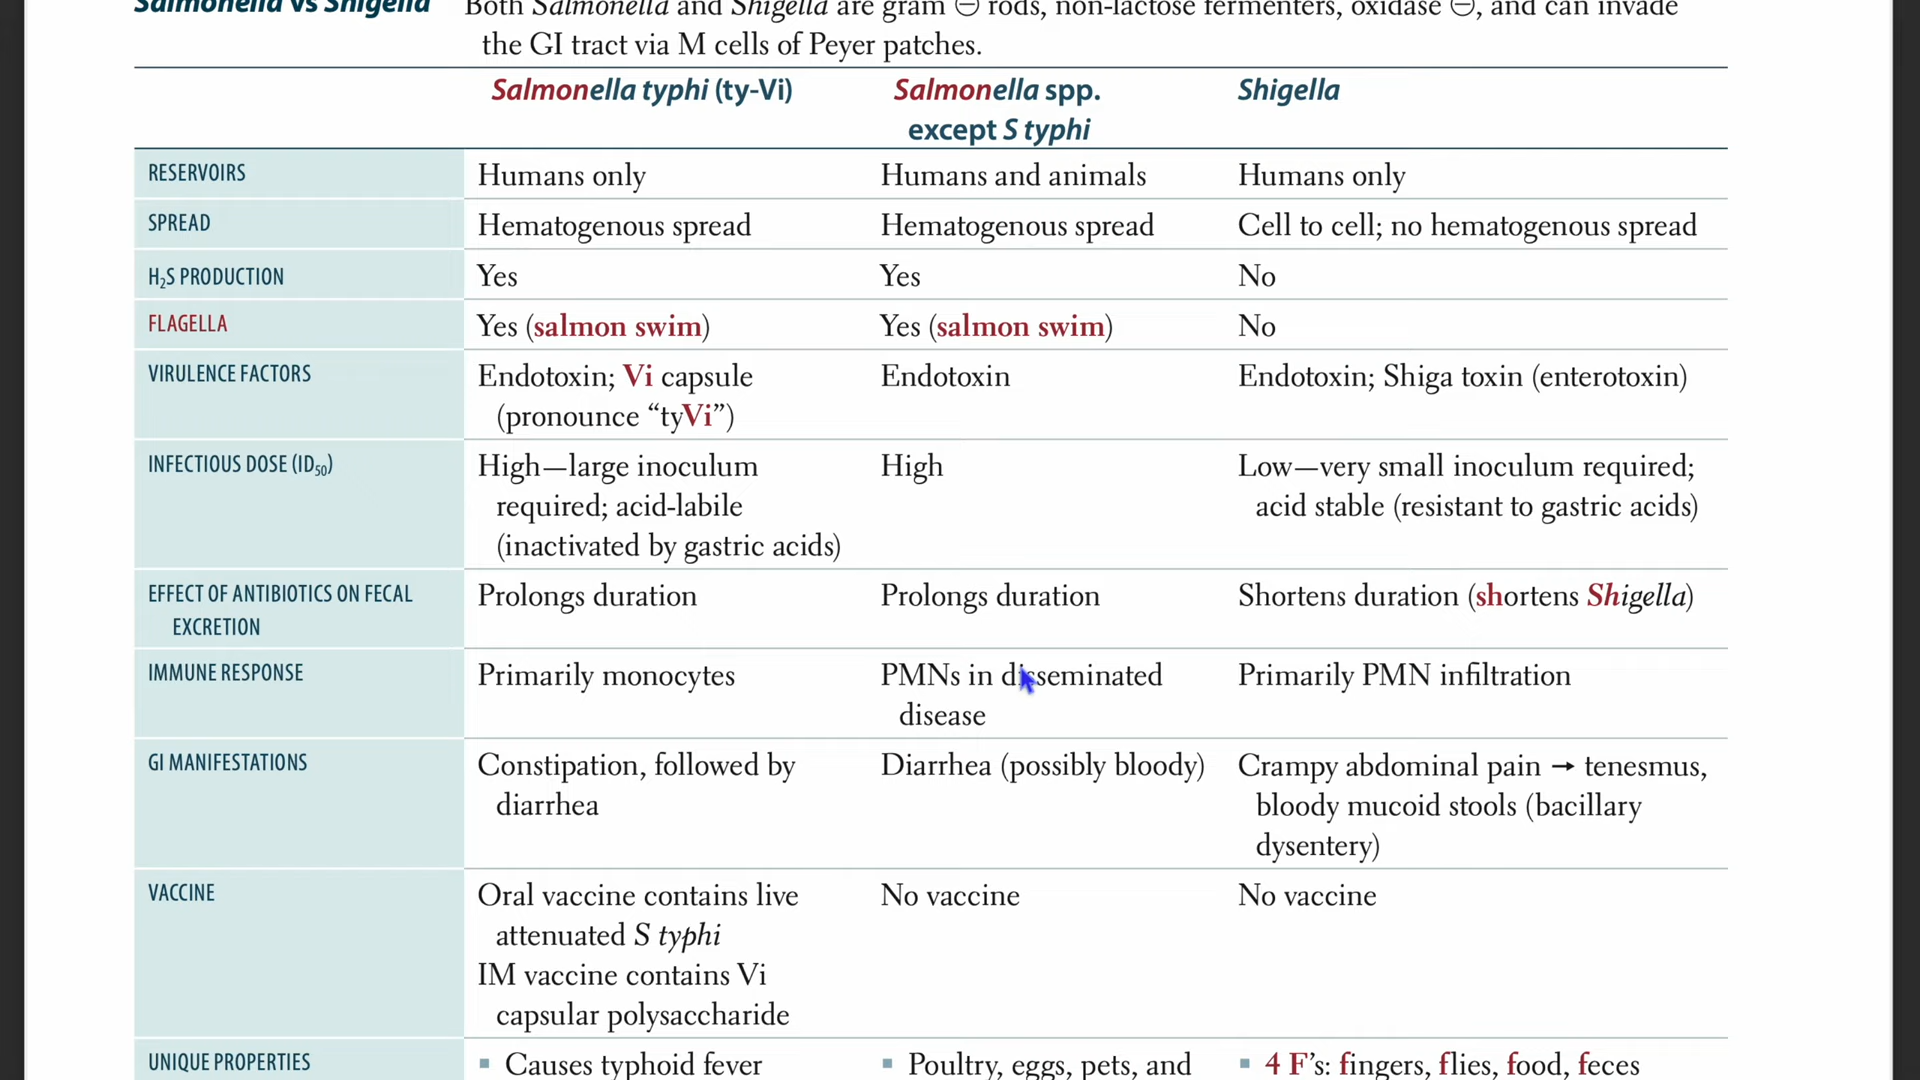 Salmonella vs Shigella Both Salmonella and Shigella are gram ⊖ rods, non-lactose fermenters, oxidase ⊖, and can invade
the GI tract via M cells of Peyer patches.
Salmonella typhi (ty-Vi) Salmonella spp. Shigella
except S typhi
RESERVOIRS Humans only Humans and animals Humans only
SPREAD Hematogenous spread Hematogenous spread Cell to cell; no hematogenous spread
H₂S PRODUCTION Yes Yes No
FLAGELLA Yes (salmon swim) Yes (salmon swim) No
VIRULENCE FACTORS Endotoxin; Vi capsule Endotoxin Endotoxin; Shiga toxin (enterotoxin)
(pronounce “tyVi”)
INFECTIOUS DOSE (ID₅₀) High—large inoculum High Low—very small inoculum required;
required; acid-labile acid stable (resistant to gastric acids)
(inactivated by gastric acids)
EFFECT OF ANTIBIOTICS ON FECAL Prolongs duration Prolongs duration Shortens duration (shortens Shigella)
EXCRETION
IMMUNE RESPONSE Primarily monocytes PMNs in disseminated Primarily PMN infiltration
disease
GI MANIFESTATIONS Constipation, followed by Diarrhea (possibly bloody) Crampy abdominal pain → tenesmus,
diarrhea bloody mucoid stools (bacillary
dysentery)
VACCINE Oral vaccine contains live No vaccine No vaccine
attenuated S typhi
IM vaccine contains Vi
capsular polysaccharide
UNIQUE PROPERTIES ▪ Causes typhoid fever ▪ Poultry, eggs, pets, and ▪ 4 F’s: fingers, flies, food, feces